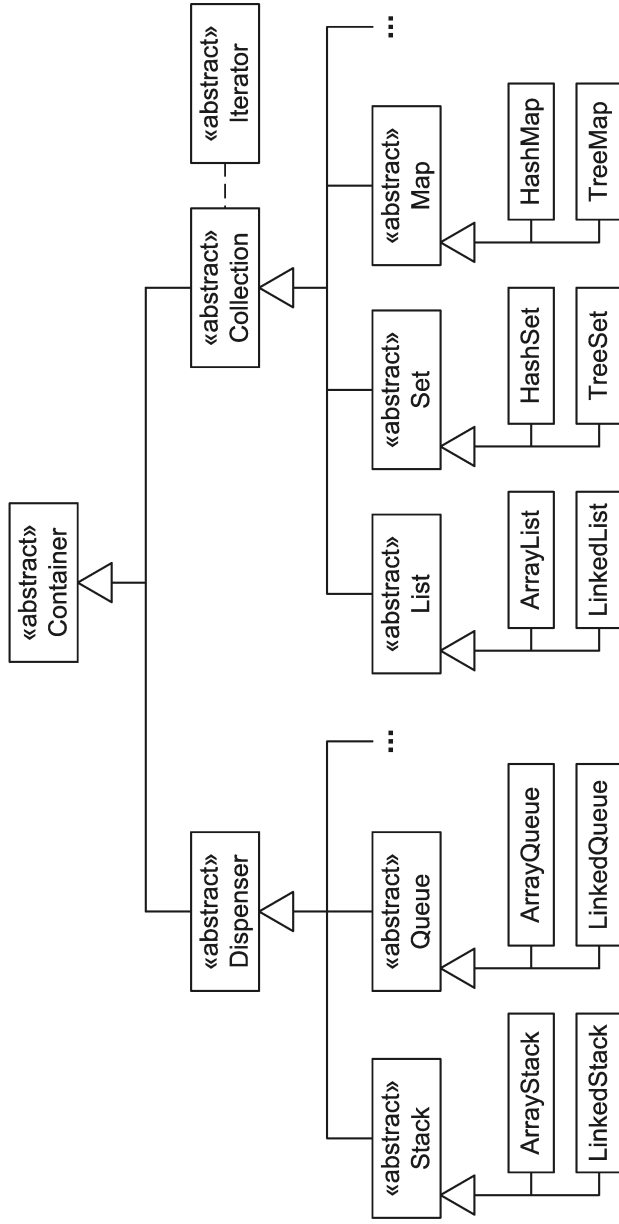 «abstract»
Container
«abstract»
Dispenser
«abstract»
Collection
«abstract»
Iterator
«abstract»
Stack
«abstract»
Queue
...
«abstract»
List
«abstract»
Set
«abstract»
Map
...
ArrayStack
ArrayQueue
ArrayList
HashSet
HashMap
LinkedStack
LinkedQueue
LinkedList
TreeSet
TreeMap